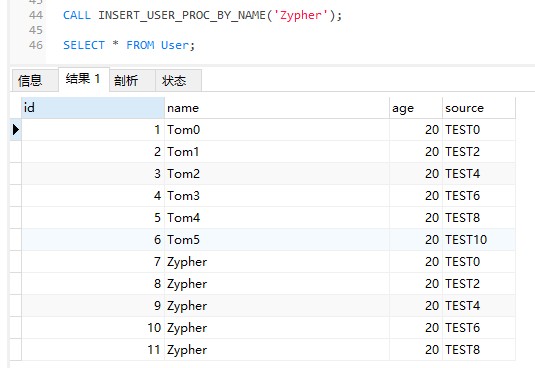 44 CALL INSERT_USER_PROC_BY_NAME('Zypher');
45
46 SELECT * FROM User;
信息 结果 1 剖析 状态
id name age source
1 Tom0 20 TEST0
2 Tom1 20 TEST2
3 Tom2 20 TEST4
4 Tom3 20 TEST6
5 Tom4 20 TEST8
6 Tom5 20 TEST10
7 Zypher 20 TEST0
8 Zypher 20 TEST2
9 Zypher 20 TEST4
10 Zypher 20 TEST6
11 Zypher 20 TEST8